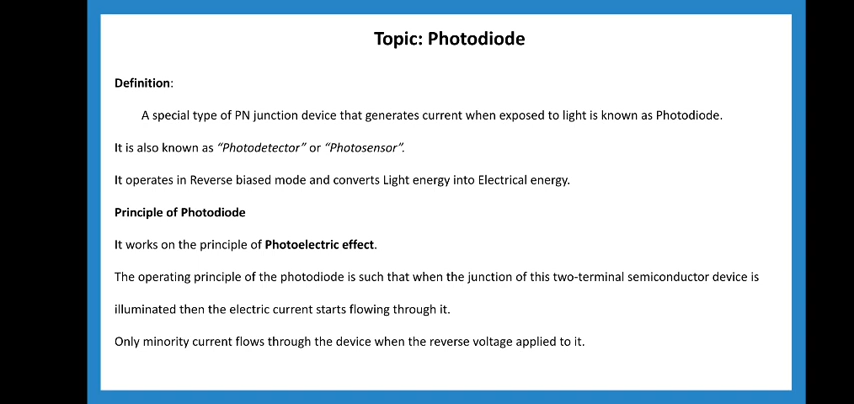 Topic: Photodiode
Definition:
A special type of PN junction device that generates current when exposed to light is known as Photodiode.
It is also known as “Photodetector” or “Photosensor”.
It operates in Reverse biased mode and converts Light energy into Electrical energy.
Principle of Photodiode
It works on the principle of Photoelectric effect.
The operating principle of the photodiode is such that when the junction of this two-terminal semiconductor device is
illuminated then the electric current starts flowing through it.
Only minority current flows through the device when the reverse voltage applied to it.